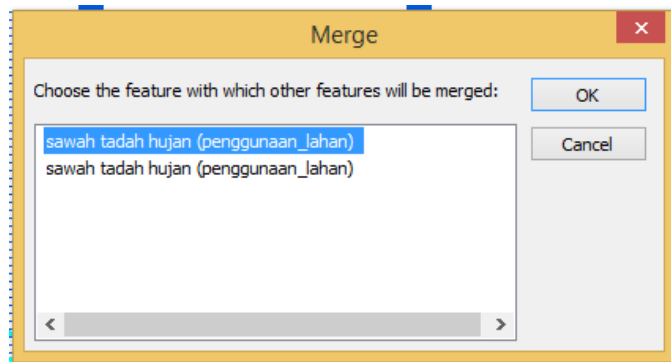 Merge
Choose the feature with which other features will be merged:
OK
sawah tadah hujan (penggunaan_lahan)
Cancel
sawah tadah hujan (penggunaan_lahan)